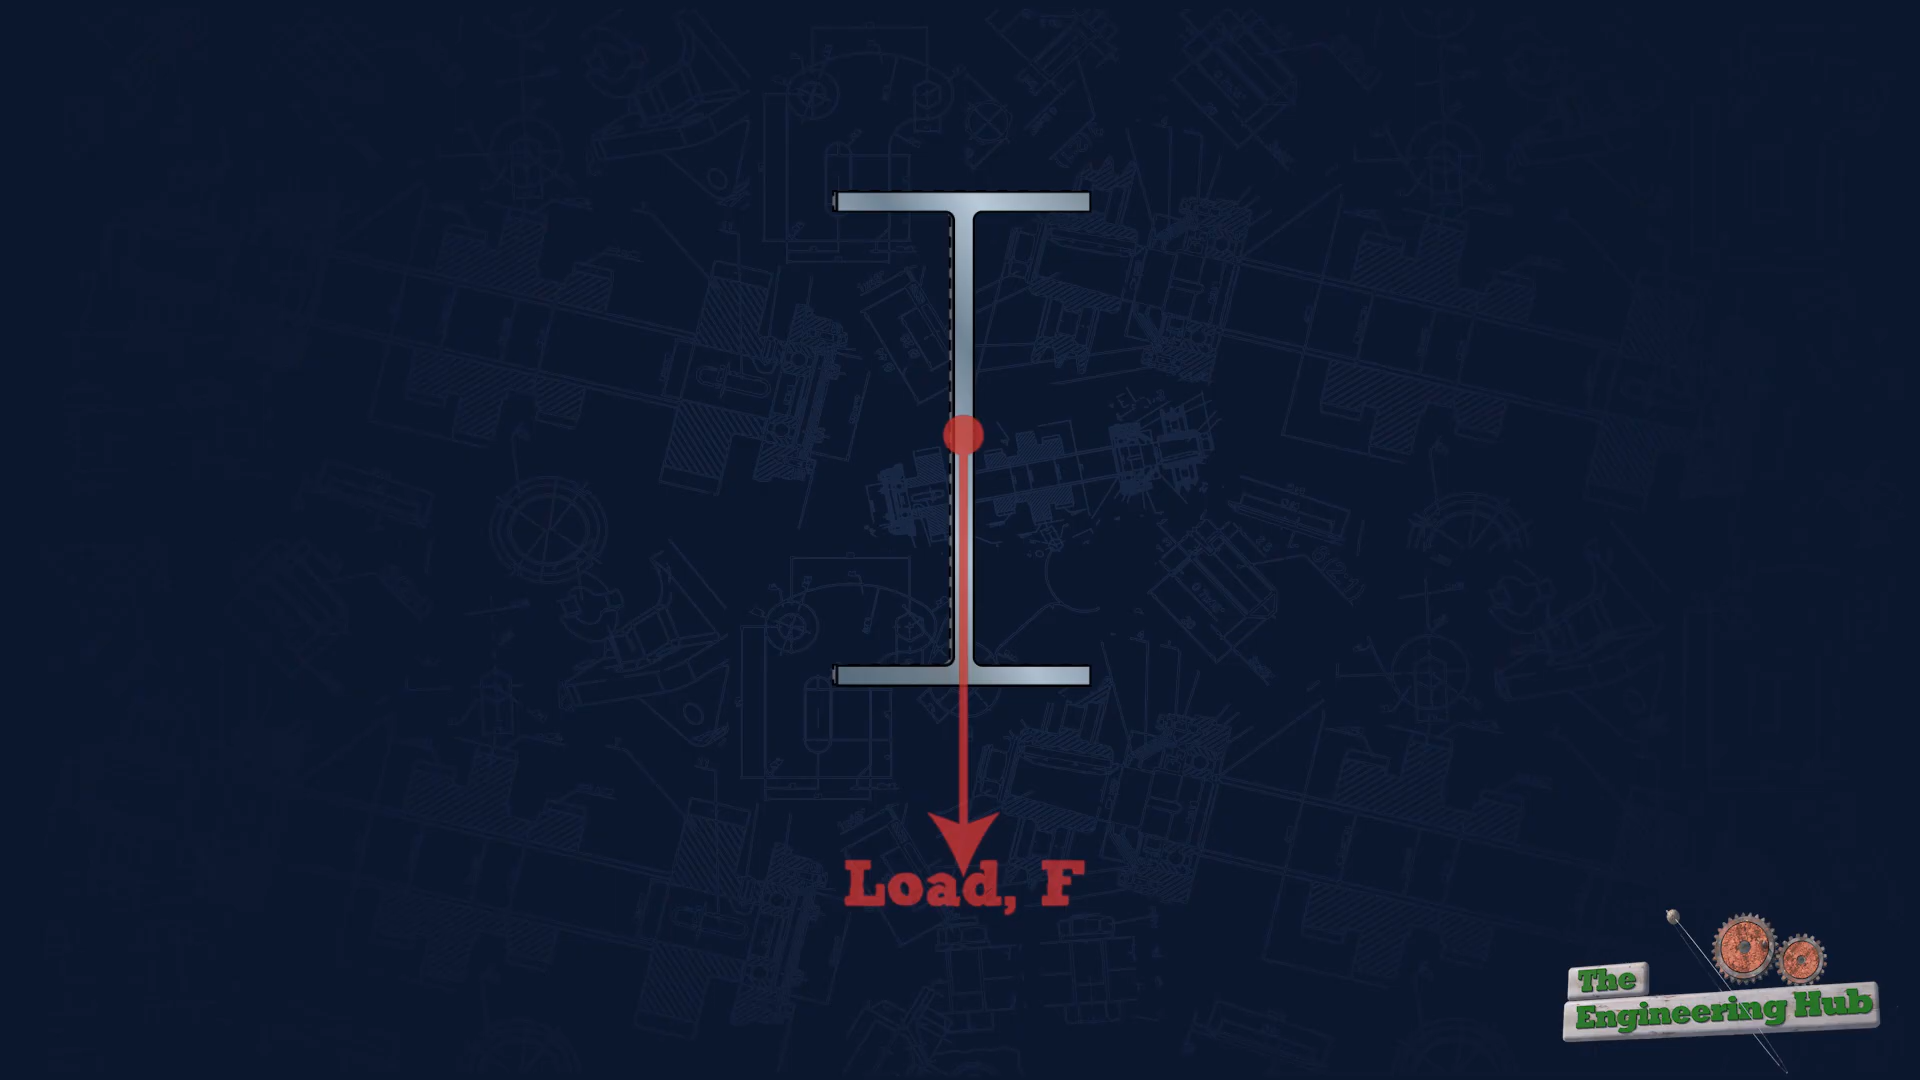 Load, F
The
Engineering Hub